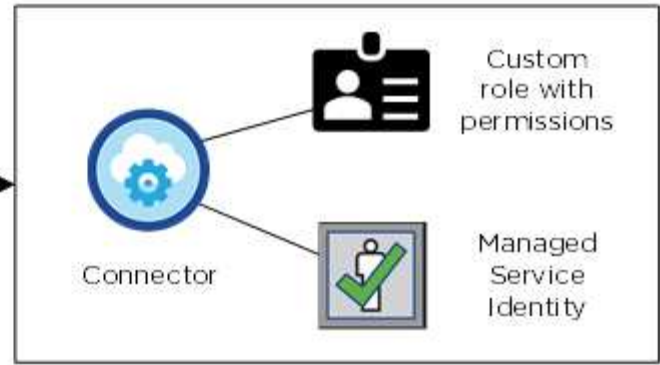 Custom
role with
permissions
Connector
Managed
Service
Identity